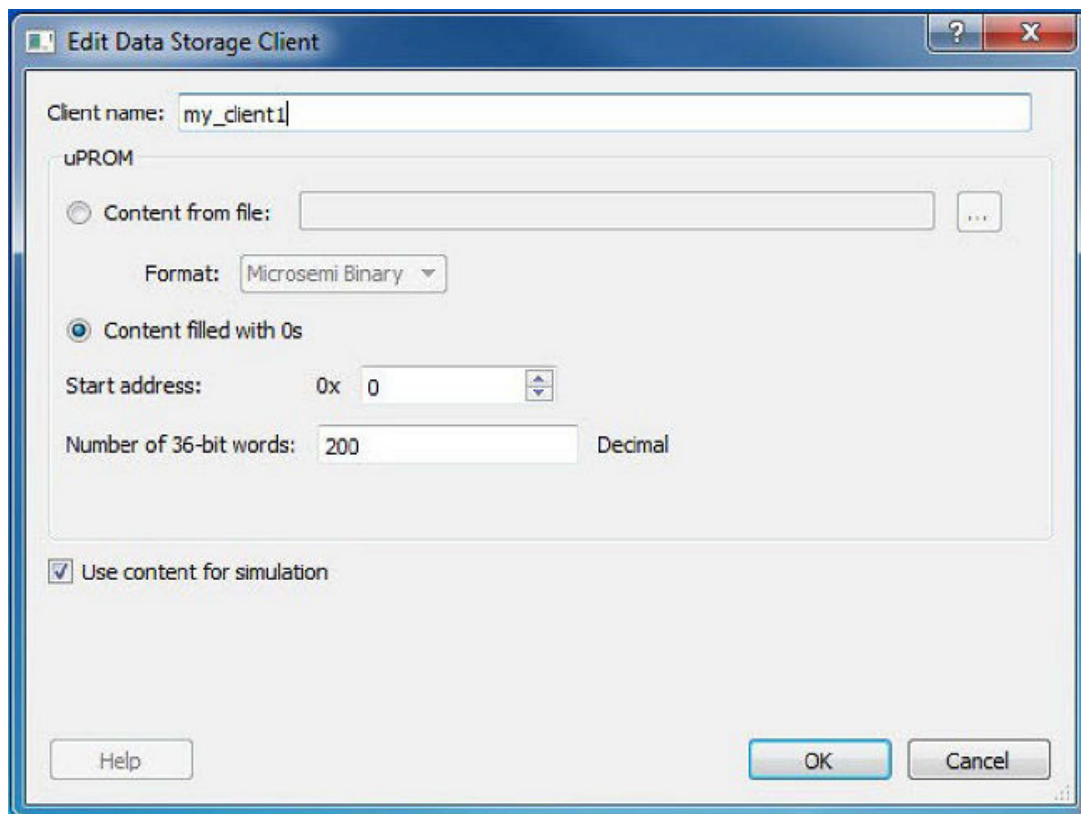 Edit Data Storage Client
Client name: my_client1
uPROM
Content from file: ...
Format: Microsemi Binary
Content filled with 0s
Start address: 0x 0
Number of 36-bit words: 200 Decimal
Use content for simulation
Help OK Cancel